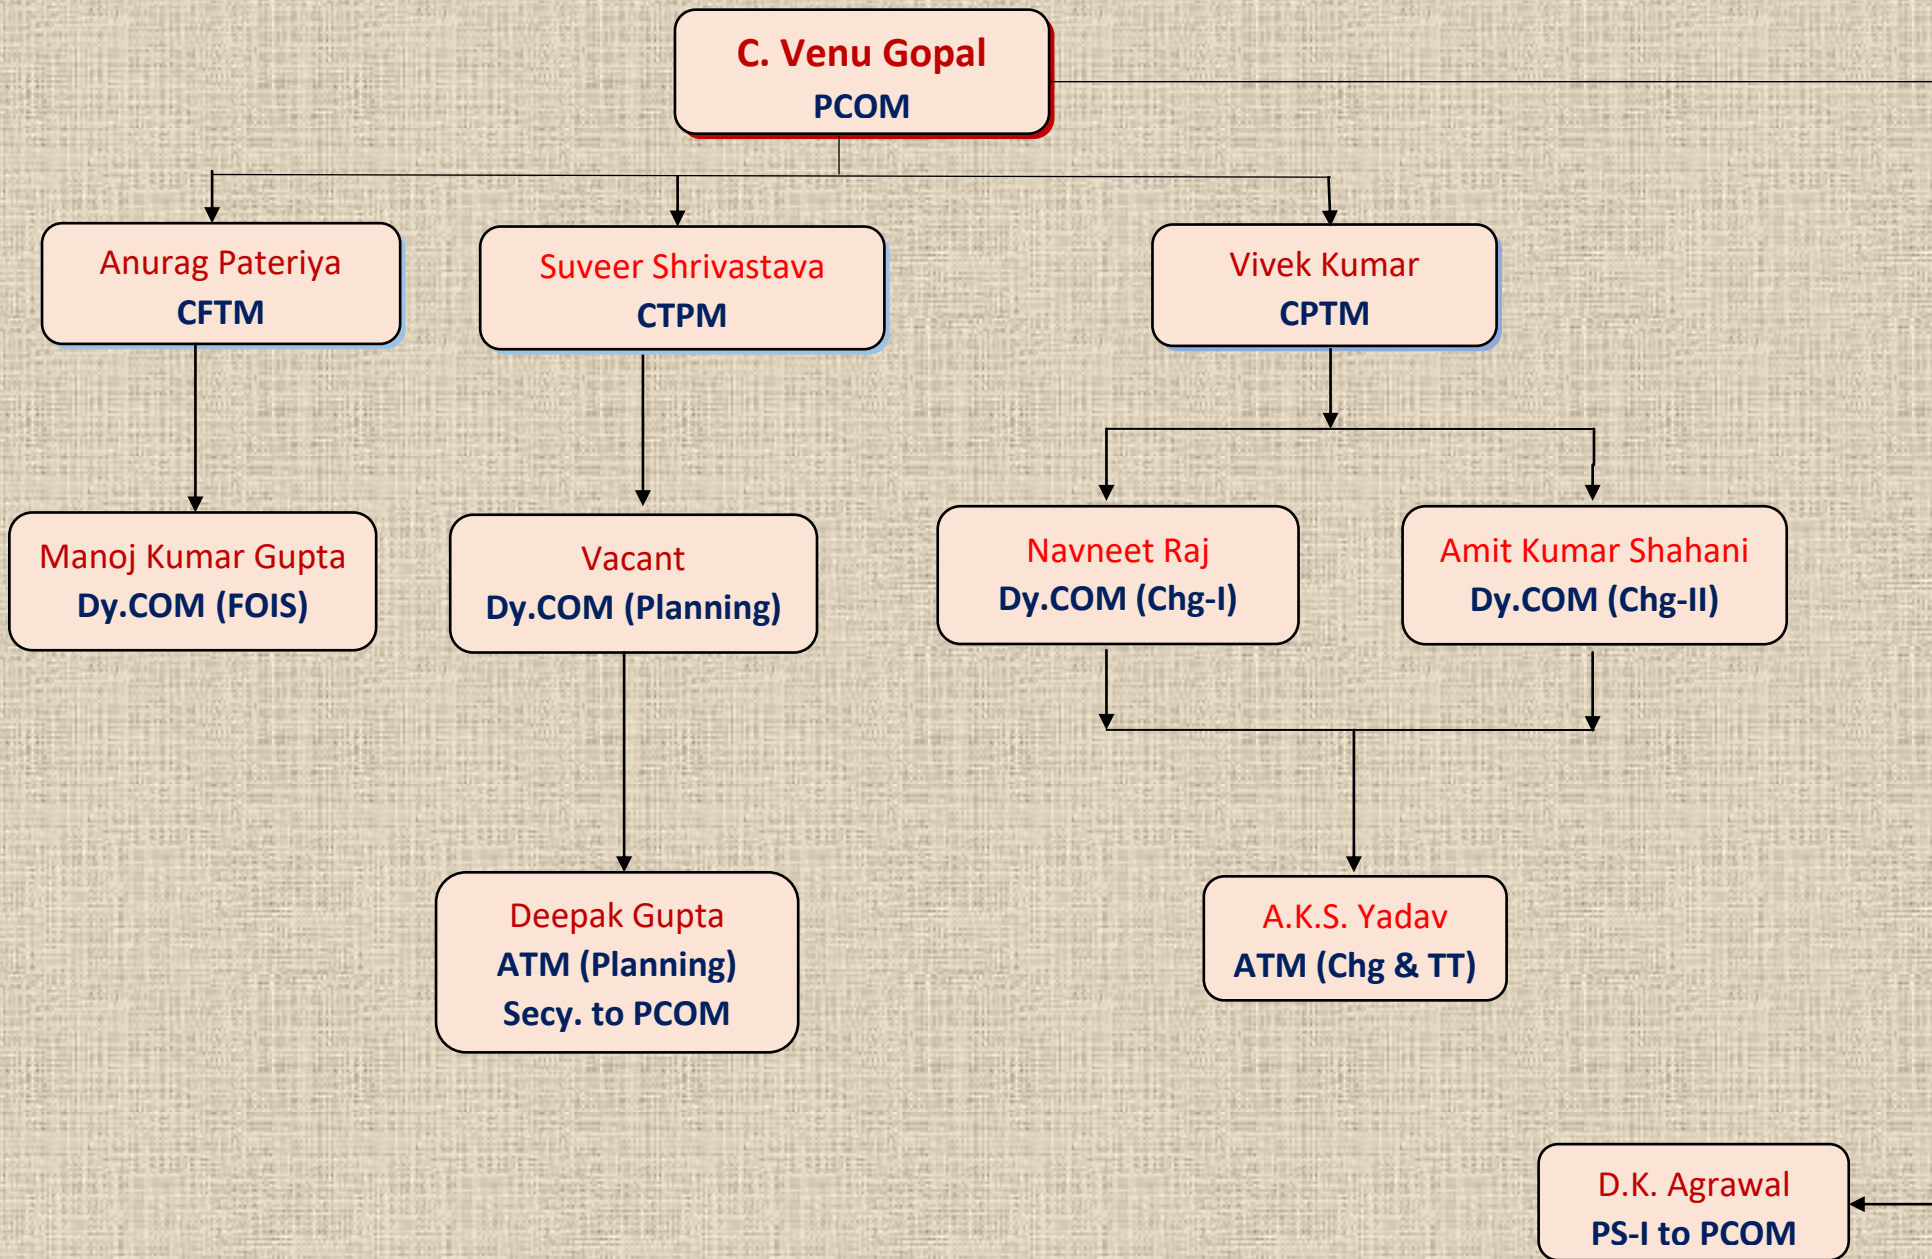 C. Venu Gopal
PCOM
Anurag Pateriya
CFTM
Suveer Shrivastava
CTPM
Vivek Kumar
CPTM
Manoj Kumar Gupta
Dy.COM (FOIS)
Vacant
Dy.COM (Planning)
Navneet Raj
Dy.COM (Chg-I)
Amit Kumar Shahani
Dy.COM (Chg-II)
Deepak Gupta
ATM (Planning)
Secy. to PCOM
A.K.S. Yadav
ATM (Chg & TT)
D.K. Agrawal
PS-I to PCOM